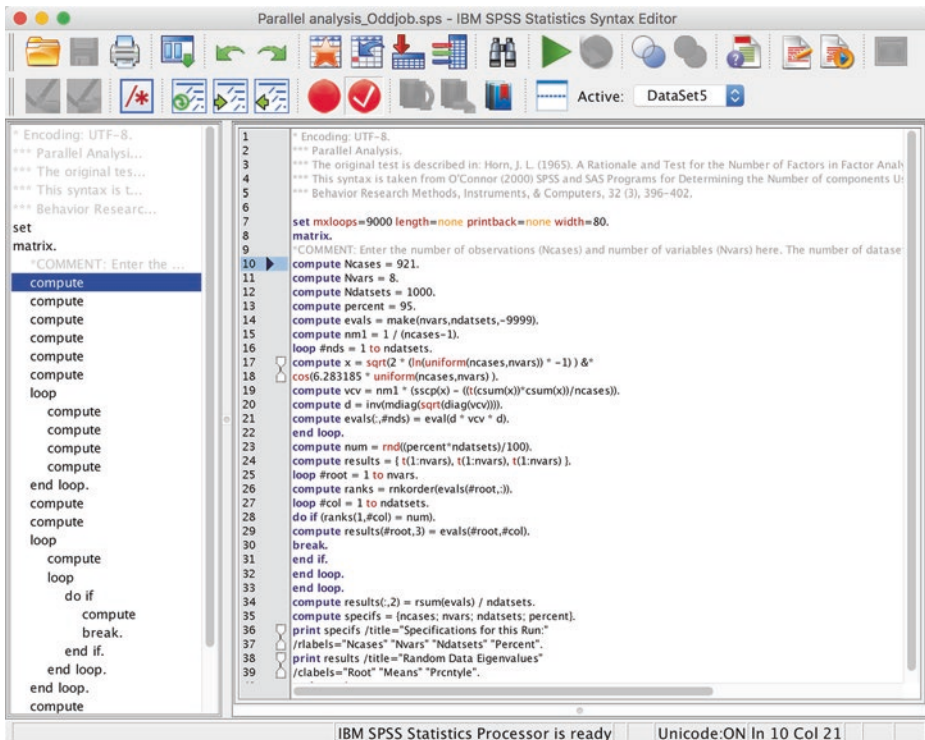 Parallel analysis_Oddjob.sps - IBM SPSS Statistics Syntax Editor
/*
Active: DataSet5
* Encoding: UTF-8.
*** Parallel Analysi...
*** The original tes...
*** This syntax is t...
*** Behavior Researc...
set
matrix.
*COMMENT: Enter the ...
compute
compute
compute
compute
compute
compute
loop
compute
compute
compute
compute
end loop.
compute
compute
loop
compute
loop
do if
compute
break.
end if.
end loop.
end loop.
compute
1 * Encoding: UTF-8.
2 *** Parallel Analysis.
3 *** The original test is described in: Horn, J. L. (1965). A Rationale and Test for the Number of Factors in Factor Anal
4 *** This syntax is taken from O'Connor (2000) SPSS and SAS Programs for Determining the Number of components U
5 *** Behavior Research Methods, Instruments, & Computers, 32 (3), 396-402.
6
7 set mxloops=9000 length=none printback=none width=80.
8 matrix.
9 *COMMENT: Enter the number of observations (Ncases) and number of variables (Nvars) here. The number of datase
10 compute Ncases = 921.
11 compute Nvars = 8.
12 compute Ndatsets = 1000.
13 compute percent = 95.
14 compute evals = make(nvars,ndatsets,-9999).
15 compute nm1 = 1 / (ncases-1).
16 loop #nds = 1 to ndatsets.
17 compute x = sqrt(2 * (ln(uniform(ncases,nvars)) * -1) ) &*
18 cos(6.283185 * uniform(ncases,nvars) ).
19 compute vcv = nm1 * (sscp(x) - ((t(csum(x))*csum(x))/ncases)).
20 compute d = inv(mdiag(sqrt(diag(vcv)))).
21 compute evals(:,#nds) = eval(d * vcv * d).
22 end loop.
23 compute num = rnd((percent*ndatsets)/100).
24 compute results = { t(1:nvars), t(1:nvars), t(1:nvars) }.
25 loop #root = 1 to nvars.
26 compute ranks = rnkorder(evals(#root,:)).
27 loop #col = 1 to ndatsets.
28 do if (ranks(1,#col) = num).
29 compute results(#root,3) = evals(#root,#col).
30 break.
31 end if.
32 end loop.
33 end loop.
34 compute results(:,2) = rsum(evals) / ndatsets.
35 compute specifs = {ncases; nvars; ndatsets; percent}.
36 print specifs /title="Specifications for this Run:"
37 /rlabels="Ncases" "Nvars" "Ndatsets" "Percent".
38 print results /title="Random Data Eigenvalues"
39 /clabels="Root" "Means" "Prcntyle".
IBM SPSS Statistics Processor is ready Unicode:ON In 10 Col 21